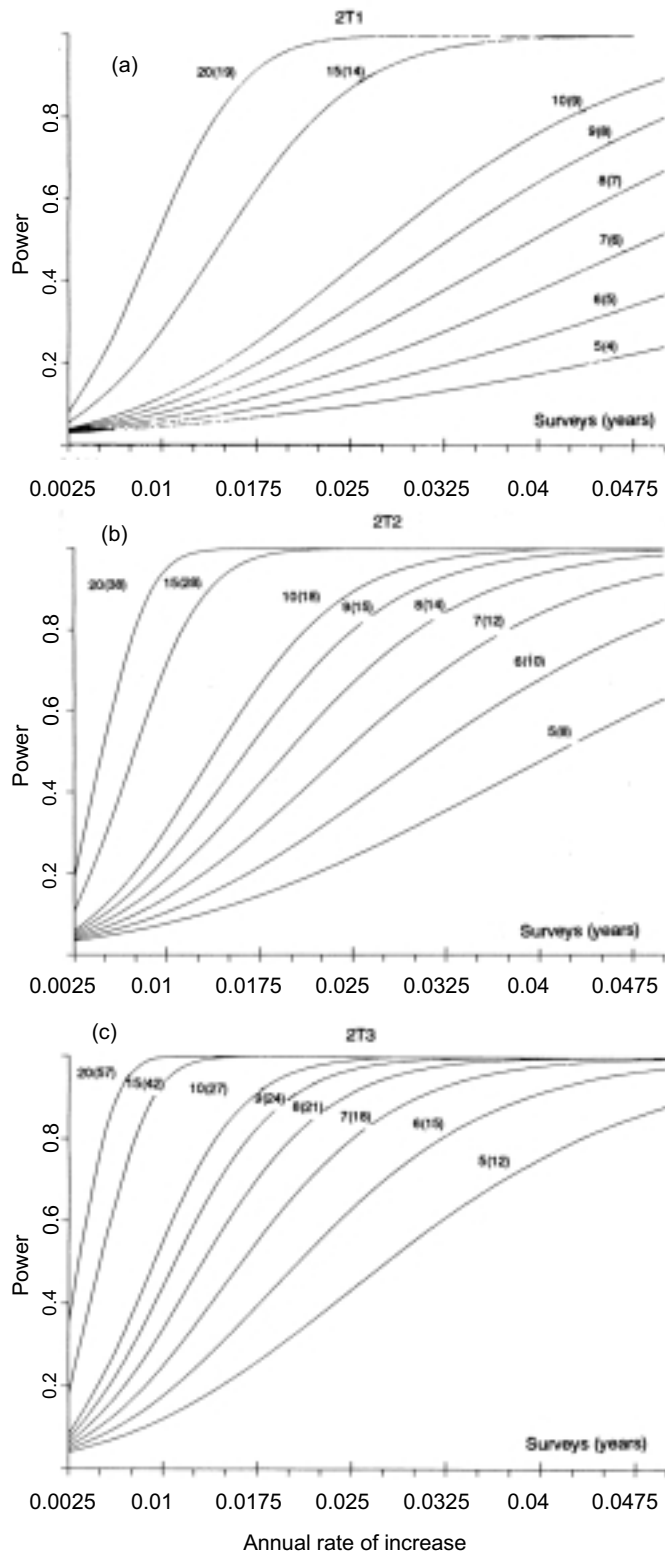 2T1
(a)
20(19)
15(14)
10(9)
9(8)
8(7)
7(6)
6(5)
5(4)
0.8
0.6
0.4
0.2
Power
Surveys (years)
0.0025 0.01 0.0175 0.025 0.0325 0.04 0.0475
2T2
(b)
20(38)
15(28)
10(18)
9(15)
8(14)
7(12)
6(10)
5(8)
0.8
0.6
0.4
0.2
Power
Surveys (years)
0.0025 0.01 0.0175 0.025 0.0325 0.04 0.0475
2T3
(c)
20(57)
15(42)
10(27)
9(24)
8(21)
7(18)
6(15)
5(12)
0.8
0.6
0.4
0.2
Power
Surveys (years)
0.0025 0.01 0.0175 0.025 0.0325 0.04 0.0475
Annual rate of increase